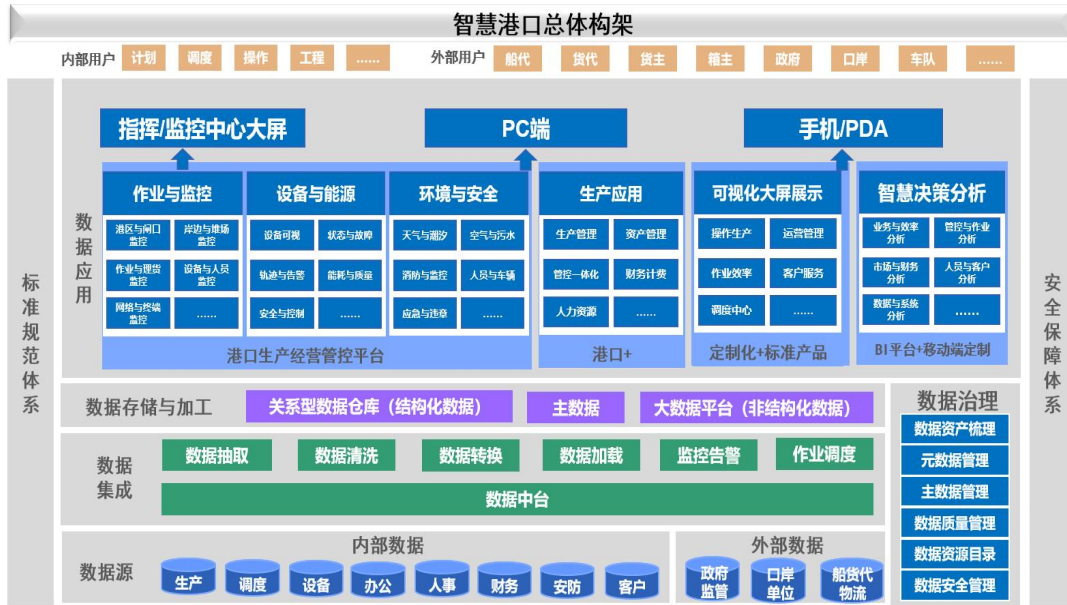 智慧港口总体构架
内部用户 计划 调度 操作 工程 …… 外部用户 船代 货代 货主 箱主 政府 口岸 车队 ……
标准规范体系
数据应用
指挥/监控中心大屏 PC端 手机/PDA
作业与监控
港区与闸口监控
岸边与堆场监控
作业与理货监控
设备与人员监控
网络与终端监控
……
设备与能源
设备可视 状态与故障
轨迹与告警 能耗与质量
安全与控制 ……
环境与安全
天气与潮汐 空气与污水
消防与监控 人员与车辆
应急与违章 ……
港口生产经营管控平台
生产应用
生产管理 资产管理
管控一体化 财务计费
人力资源 ……
港口+
可视化大屏展示
操作生产 运营管理
作业效率 客户服务
调度中心 ……
定制化+标准产品
智慧决策分析
业务与效率分析
管控与作业分析
市场与财务分析
人员与客户分析
数据与系统分析
……
BI平台+移动端定制
安全保障体系
数据存储与加工 关系型数据仓库（结构化数据） 主数据 大数据平台（非结构化数据）
数据集成
数据抽取 数据清洗 数据转换 数据加载 监控告警 作业调度
数据中台
数据源
内部数据
生产 调度 设备 办公 人事 财务 安防 客户
外部数据
政府监管
口岸单位
船货代物流
数据治理
数据资产梳理
元数据管理
主数据管理
数据质量管理
数据资源目录
数据安全管理